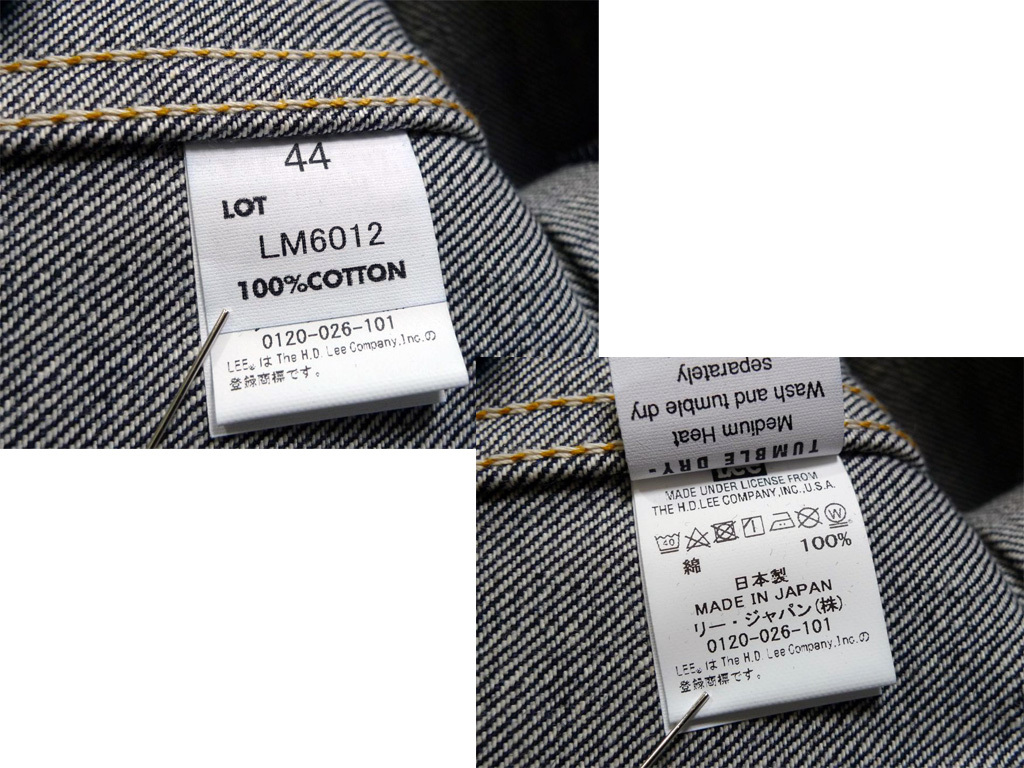 44
LOT
LM6012
100%COTTON
0120-026-101
LEE®は The H.D. Lee Company,Inc.の
登録商標です。
separately
Wash and tumble dry
Medium Heat
TUMBLE DRY-
Lee
MADE UNDER LICENSE FROM
THE H.D.LEE COMPANY,INC.,U.S.A.
40 W
綿 100%
日本製
MADE IN JAPAN
リー・ジャパン(株)
0120-026-101
LEE®は The H.D. Lee Company,Inc.の
登録商標です。